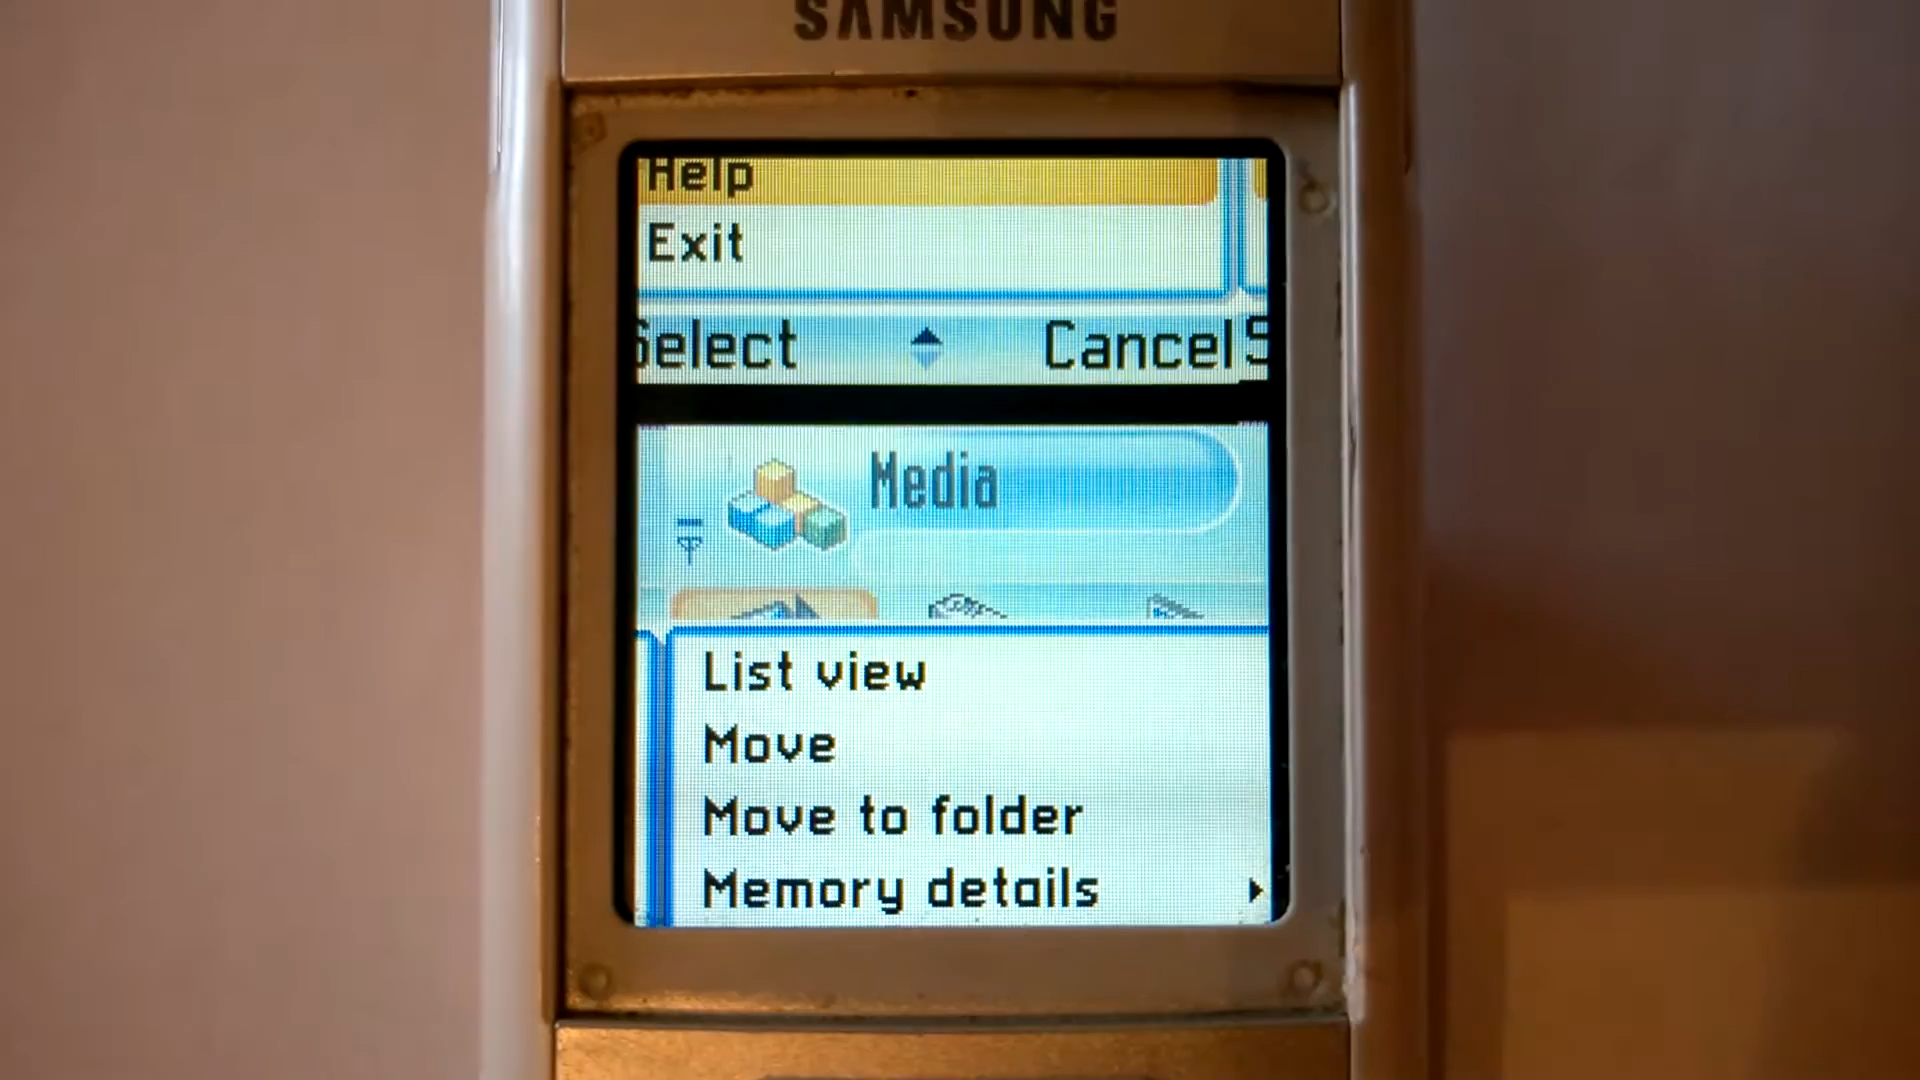 SAMSUNG
Help
Exit
Select Cancel S
Media
List view
Move
Move to folder
Memory details